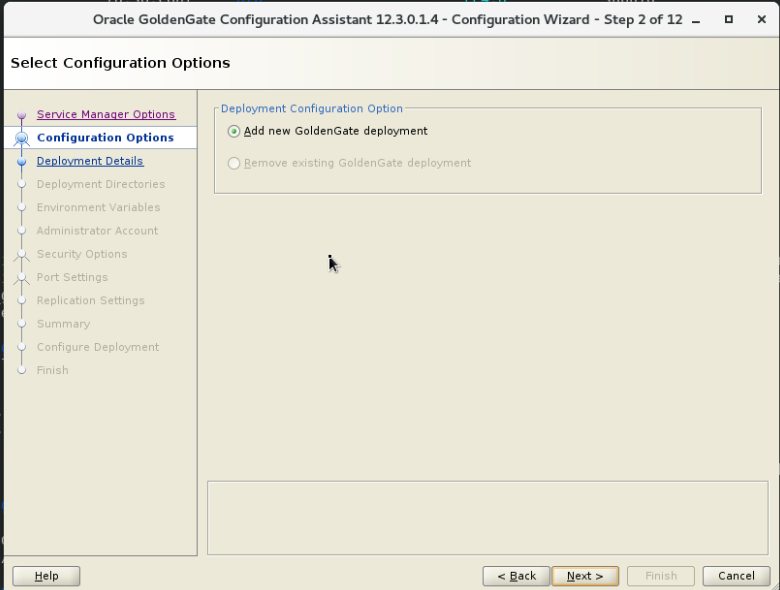 Oracle GoldenGate Configuration Assistant 12.3.0.1.4 - Configuration Wizard - Step 2 of 12
Select Configuration Options
Service Manager Options
Configuration Options
Deployment Details
Deployment Directories
Environment Variables
Administrator Account
Security Options
Port Settings
Replication Settings
Summary
Configure Deployment
Finish
Deployment Configuration Option
Add new GoldenGate deployment
Remove existing GoldenGate deployment
Help
< Back
Next >
Finish
Cancel